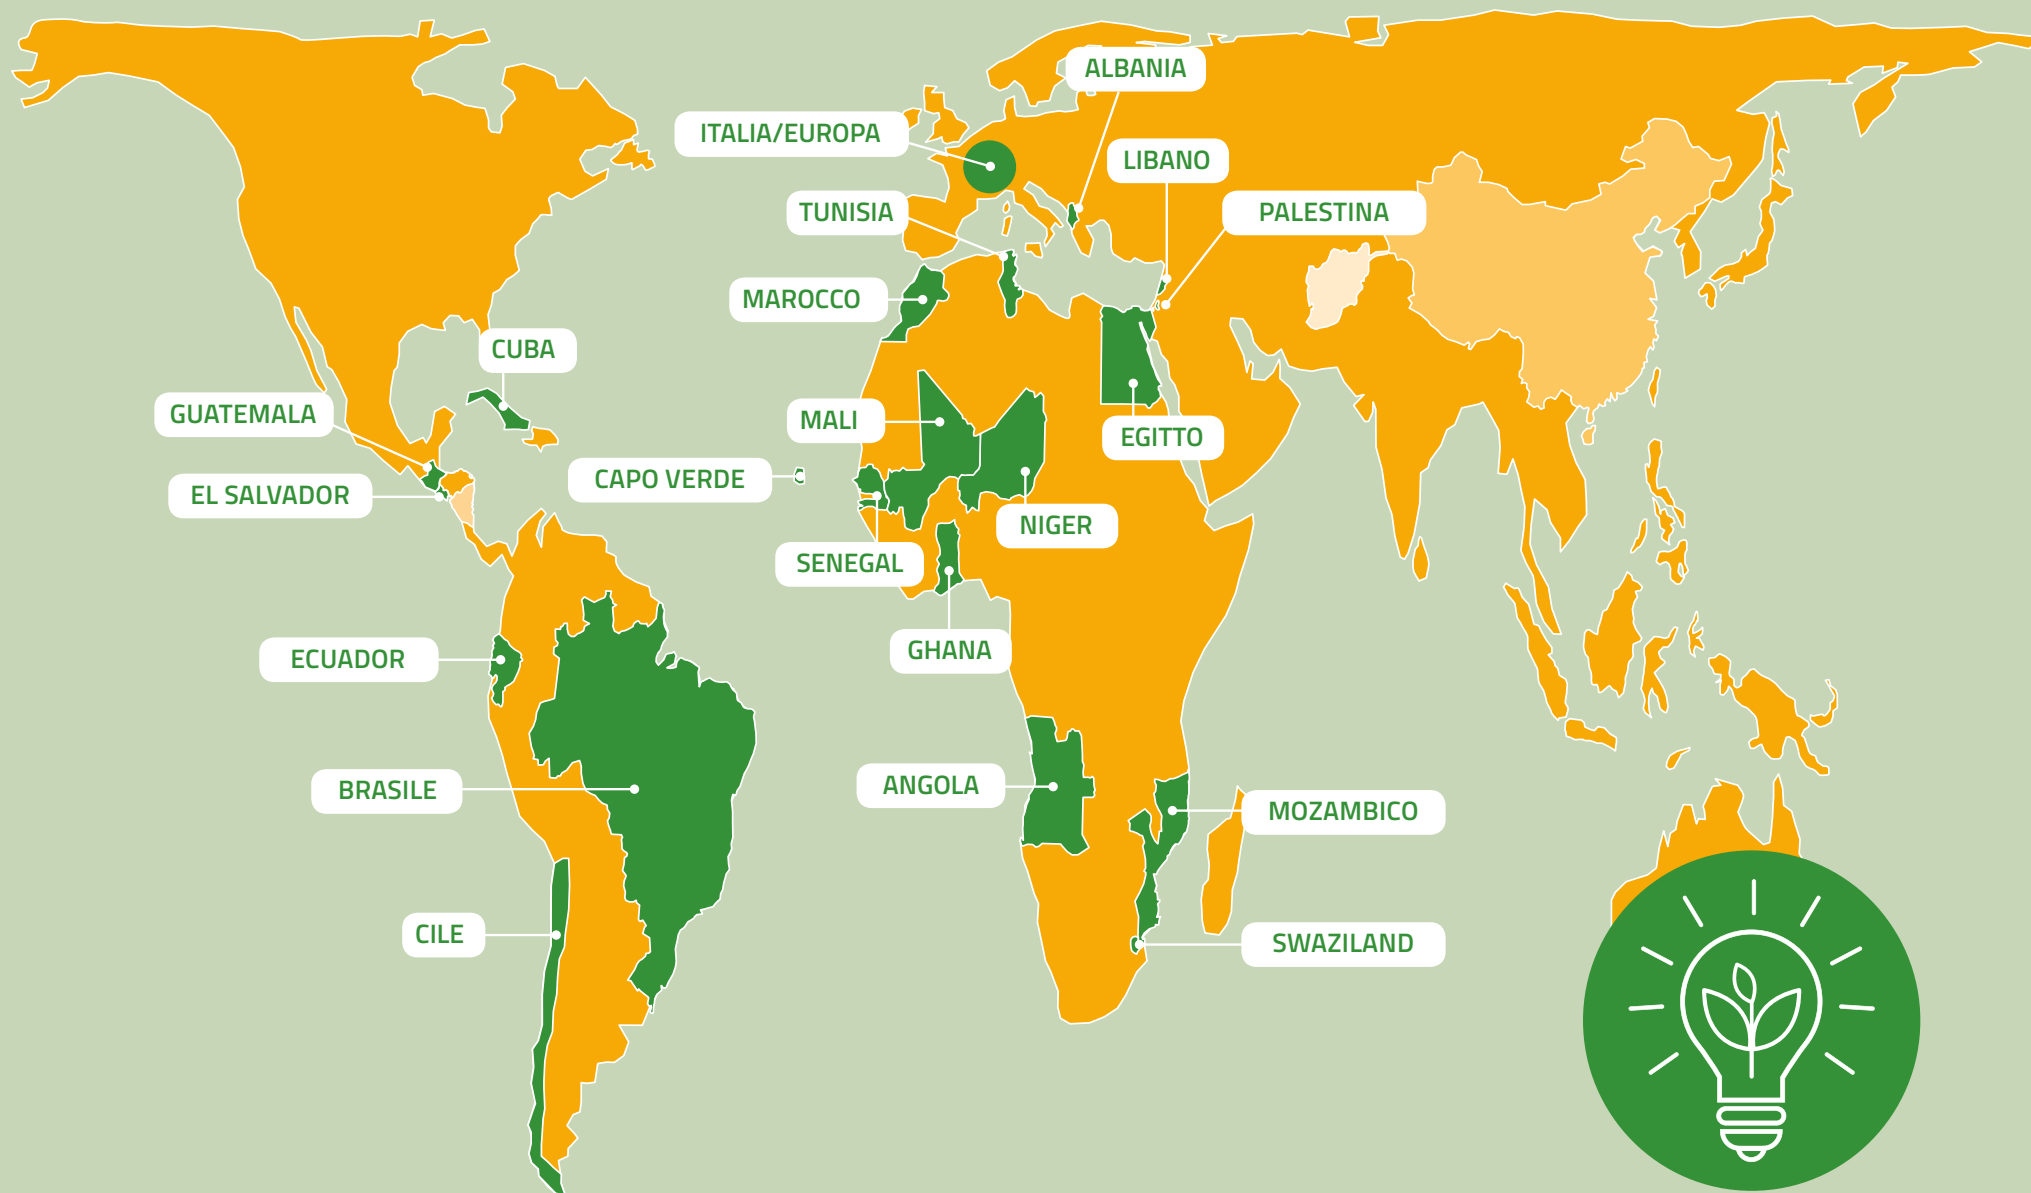 ALBANIA
ITALIA/EUROPA
LIBANO
TUNISIA
PALESTINA
MAROCCO
CUBA
GUATEMALA
MALI
EGITTO
CAPO VERDE
EL SALVADOR
NIGER
SENEGAL
GHANA
ECUADOR
ANGOLA
BRASILE
MOZAMBICO
CILE
SWAZILAND